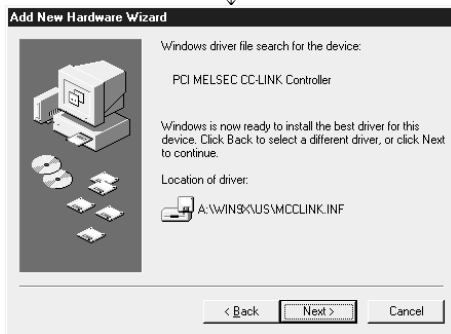 Add New Hardware Wizard
Windows driver file search for the device:
PCI MELSEC CC-LINK Controller
Windows is now ready to install the best driver for this
device. Click Back to select a different driver, or click Next
to continue.
Location of driver:
A:\WIN9X\US\MCCLINK.INF
< Back Next > Cancel